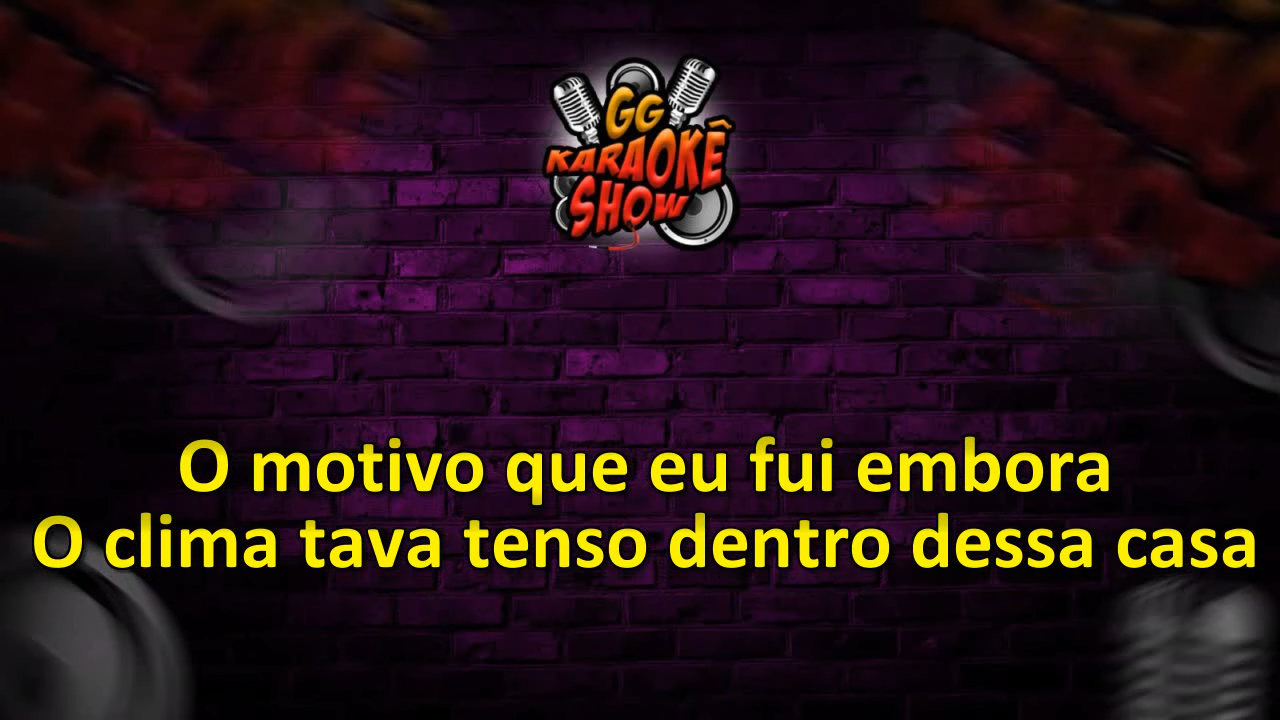 GG
KARAOKÊ
SHOW
O motivo que eu fui embora
O clima tava tenso dentro dessa casa